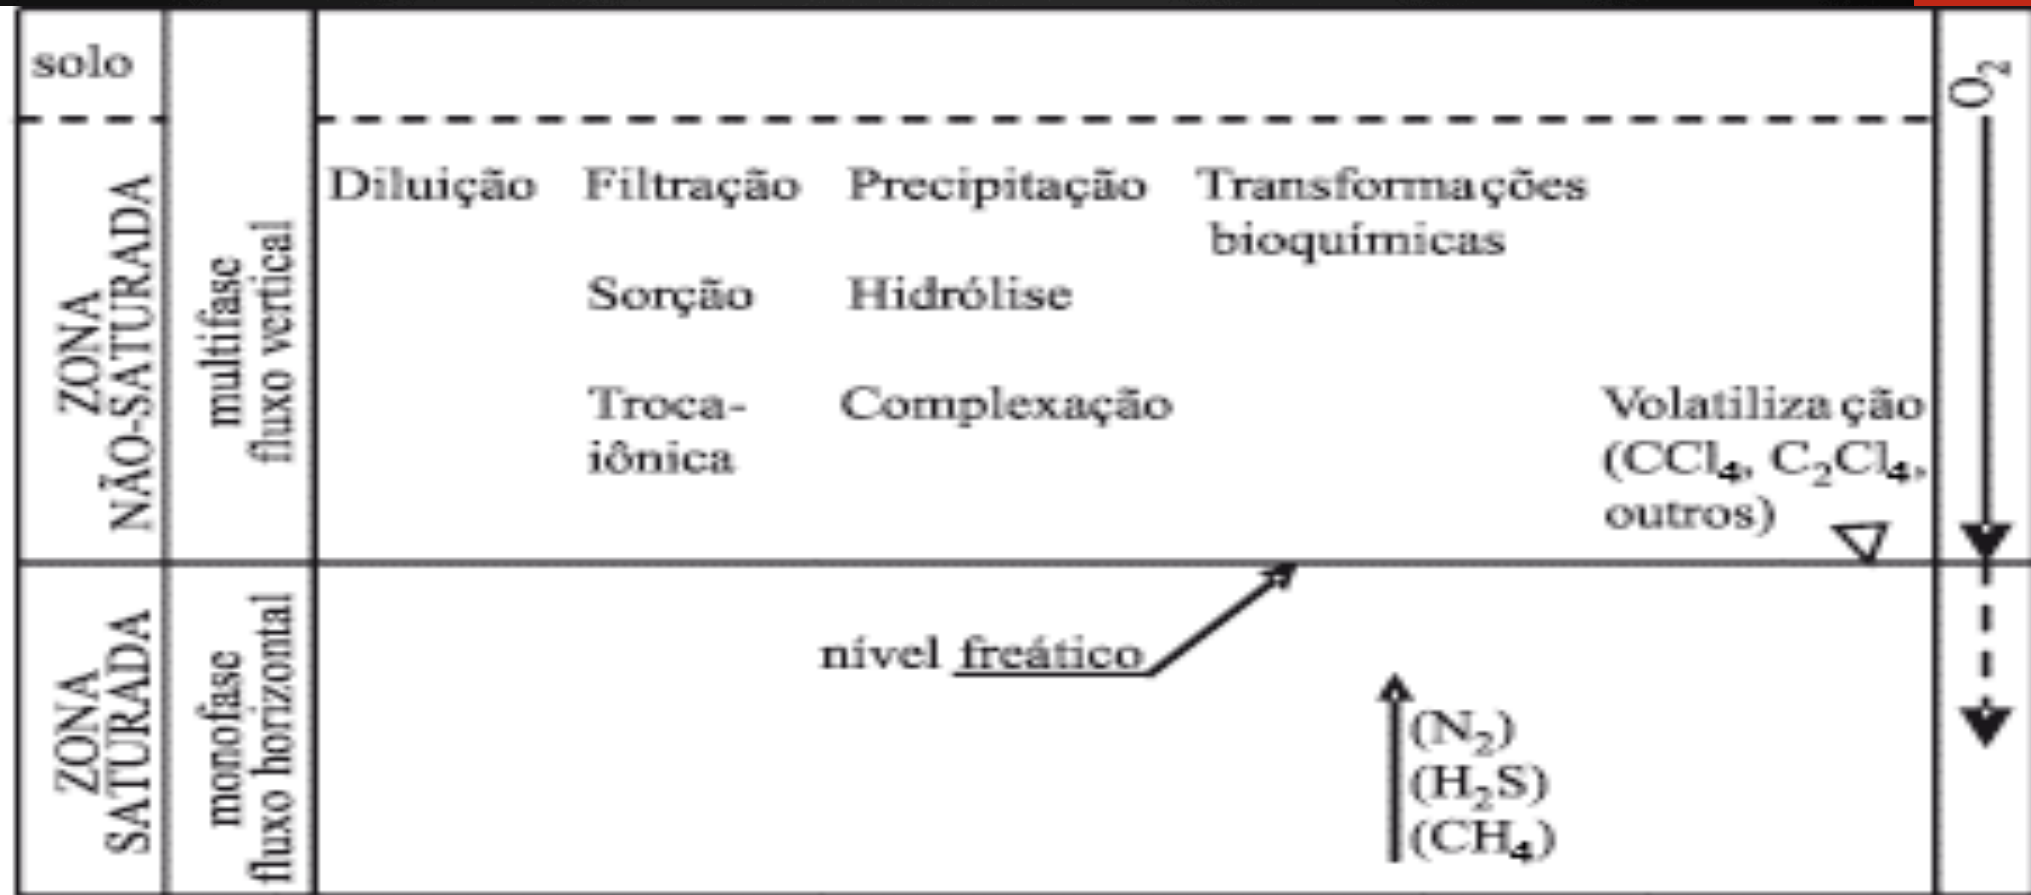 solo
O₂
ZONA
NÃO-SATURADA
multifase
fluxo vertical
Diluição Filtração Precipitação Transformações
bioquímicas
Sorção Hidrólise
Troca- Complexação Volatilização
iônica (CCl₄, C₂Cl₄,
outros)
ZONA
SATURADA
monofase
fluxo horizontal
nível freático
(N₂)
(H₂S)
(CH₄)